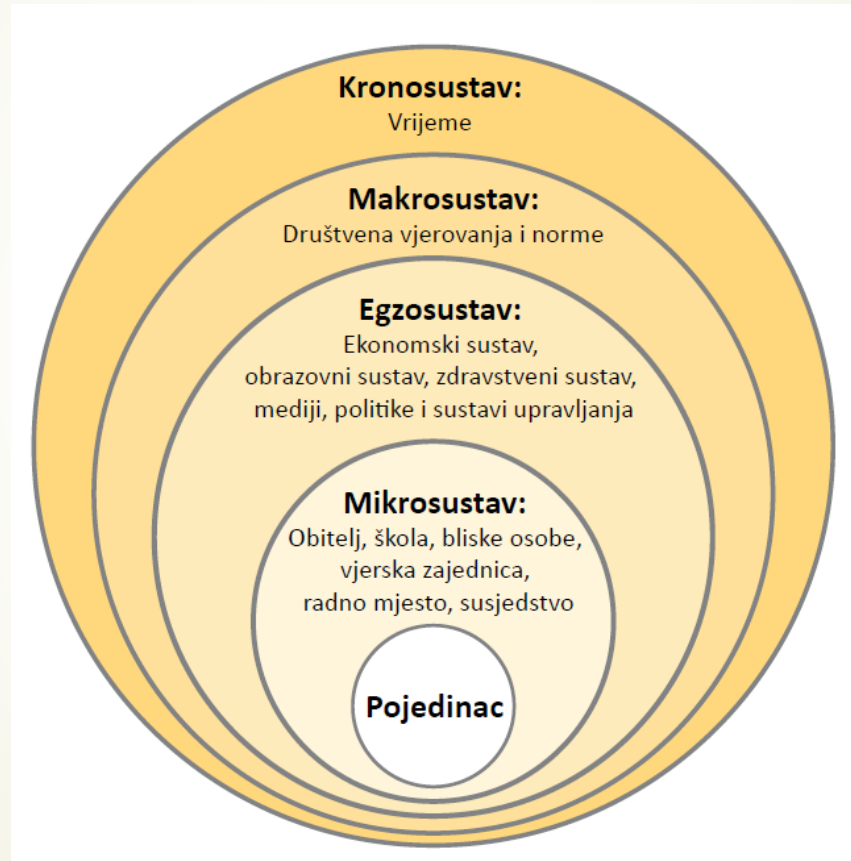 Kronosustav:
Vrijeme
Makrosustav:
Društvena vjerovanja i norme
Egzosustav:
Ekonomski sustav,
obrazovni sustav, zdravstveni sustav,
mediji, politike i sustavi upravljanja
Mikrosustav:
Obitelj, škola, bliske osobe,
vjerska zajednica,
radno mjesto, susjedstvo
Pojedinac